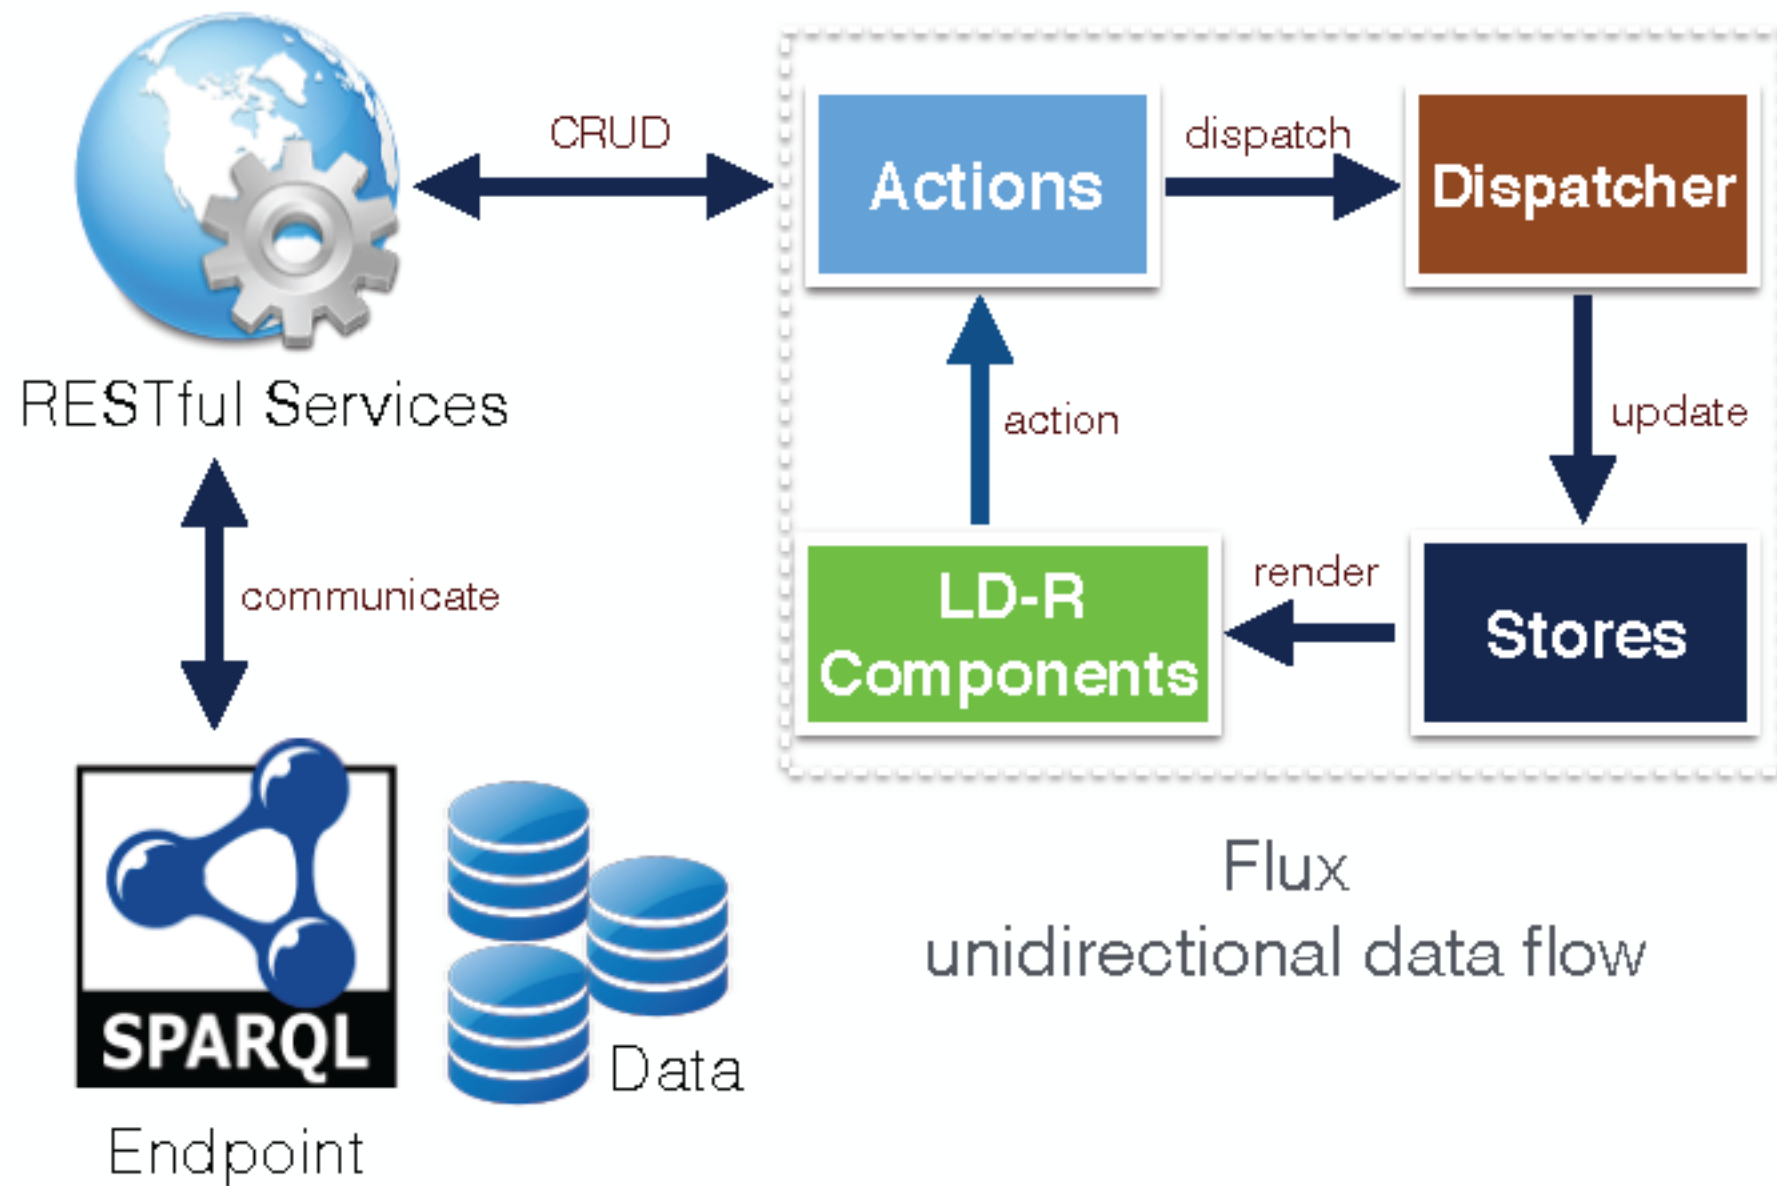 CRUD
Actions
dispatch
Dispatcher
RESTful Services
action
update
communicate
LD-R
Components
render
Stores
SPARQL
Endpoint
Data
Flux
unidirectional data flow